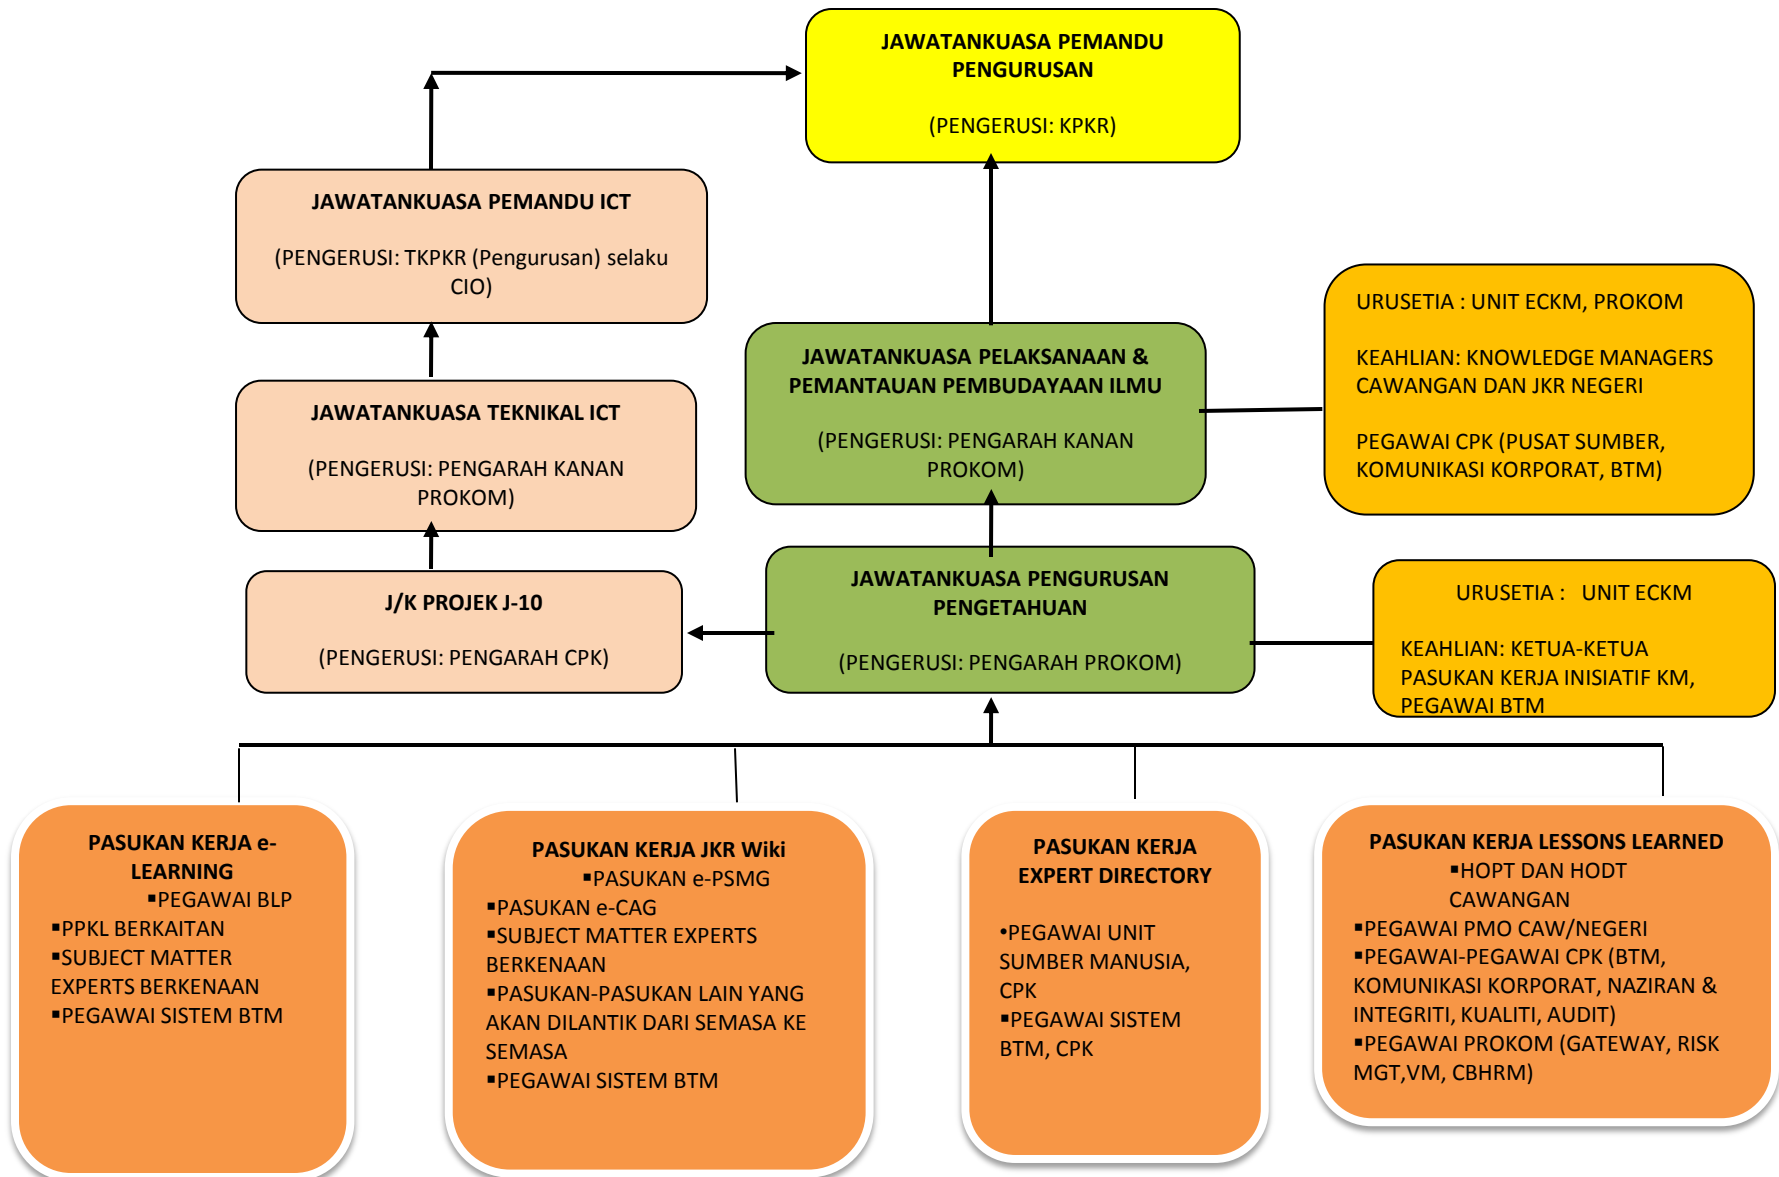 JAWATANKUASA PEMANDU
PENGURUSAN
(PENGERUSI: KPKR)
JAWATANKUASA PEMANDU ICT
(PENGERUSI: TKPKR (Pengurusan) selaku
CIO)
JAWATANKUASA PELAKSANAAN &
PEMANTAUAN PEMBUDAYAAN ILMU
(PENGERUSI: PENGARAH KANAN
PROKOM)
URUSETIA : UNIT ECKM, PROKOM
KEAHLIAN: KNOWLEDGE MANAGERS
CAWANGAN DAN JKR NEGERI
PEGAWAI CPK (PUSAT SUMBER,
KOMUNIKASI KORPORAT, BTM)
JAWATANKUASA TEKNIKAL ICT
(PENGERUSI: PENGARAH KANAN
PROKOM)
J/K PROJEK J-10
(PENGERUSI: PENGARAH CPK)
JAWATANKUASA PENGURUSAN
PENGETAHUAN
(PENGERUSI: PENGARAH PROKOM)
URUSETIA :   UNIT ECKM
KEAHLIAN: KETUA-KETUA
PASUKAN KERJA INISIATIF KM,
PEGAWAI BTM
PASUKAN KERJA e-
LEARNING
▪PEGAWAI BLP
▪PPKL BERKAITAN
▪SUBJECT MATTER
EXPERTS BERKENAAN
▪PEGAWAI SISTEM BTM
PASUKAN KERJA JKR Wiki
▪PASUKAN e-PSMG
▪PASUKAN e-CAG
▪SUBJECT MATTER EXPERTS
BERKENAAN
▪PASUKAN-PASUKAN LAIN YANG
AKAN DILANTIK DARI SEMASA KE
SEMASA
▪PEGAWAI SISTEM BTM
PASUKAN KERJA
EXPERT DIRECTORY
•PEGAWAI UNIT
SUMBER MANUSIA,
CPK
▪PEGAWAI SISTEM
BTM, CPK
PASUKAN KERJA LESSONS LEARNED
▪HOPT DAN HODT
CAWANGAN
▪PEGAWAI PMO CAW/NEGERI
▪PEGAWAI-PEGAWAI CPK (BTM,
KOMUNIKASI KORPORAT, NAZIRAN &
INTEGRITI, KUALITI, AUDIT)
▪PEGAWAI PROKOM (GATEWAY, RISK
MGT,VM, CBHRM)